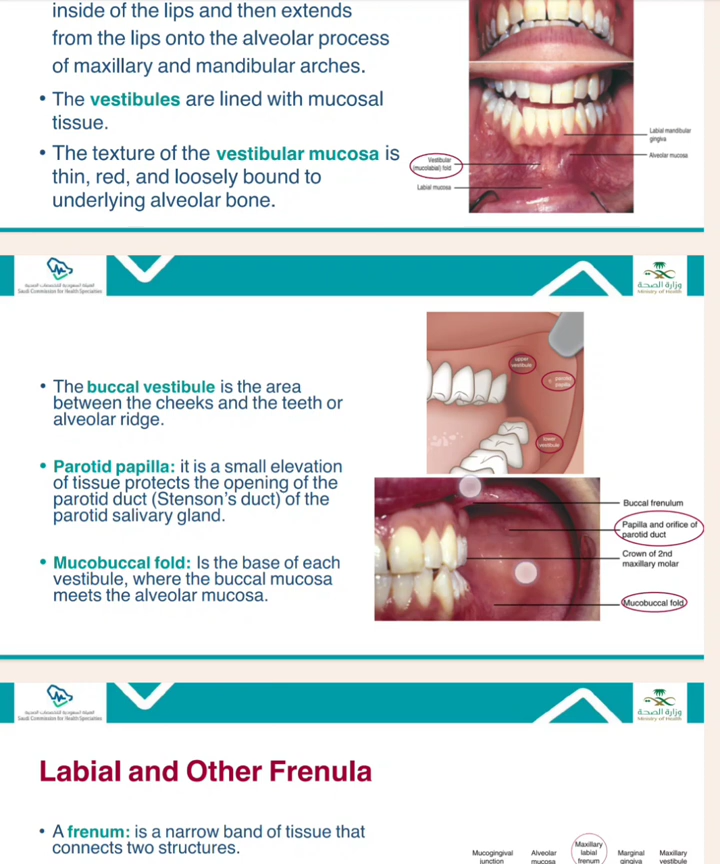 inside of the lips and then extends
from the lips onto the alveolar process
of maxillary and mandibular arches.
• The vestibules are lined with mucosal
tissue.
• The texture of the vestibular mucosa is
thin, red, and loosely bound to
underlying alveolar bone.
Labial mandibular
gingiva
Alveolar mucosa
Vestibular
(mucolabial) fold
Labial mucosa
Saudi Commission for Health Specialties
وزارة الصحة
Ministry of Health
• The buccal vestibule is the area
between the cheeks and the teeth or
alveolar ridge.
• Parotid papilla: it is a small elevation
of tissue protects the opening of the
parotid duct (Stenson's duct) of the
parotid salivary gland.
• Mucobuccal fold: Is the base of each
vestibule, where the buccal mucosa
meets the alveolar mucosa.
upper
vestibule
parotid
papilla
lower
vestibule
Buccal frenulum
Papilla and orifice of
parotid duct
Crown of 2nd
maxillary molar
Mucobuccal fold
Saudi Commission for Health Specialties
وزارة الصحة
Ministry of Health
Labial and Other Frenula
• A frenum: is a narrow band of tissue that
connects two structures.
Mucogingival
junction
Alveolar
mucosa
Maxillary
labial
frenum
Marginal
gingiva
Maxillary
vestibule